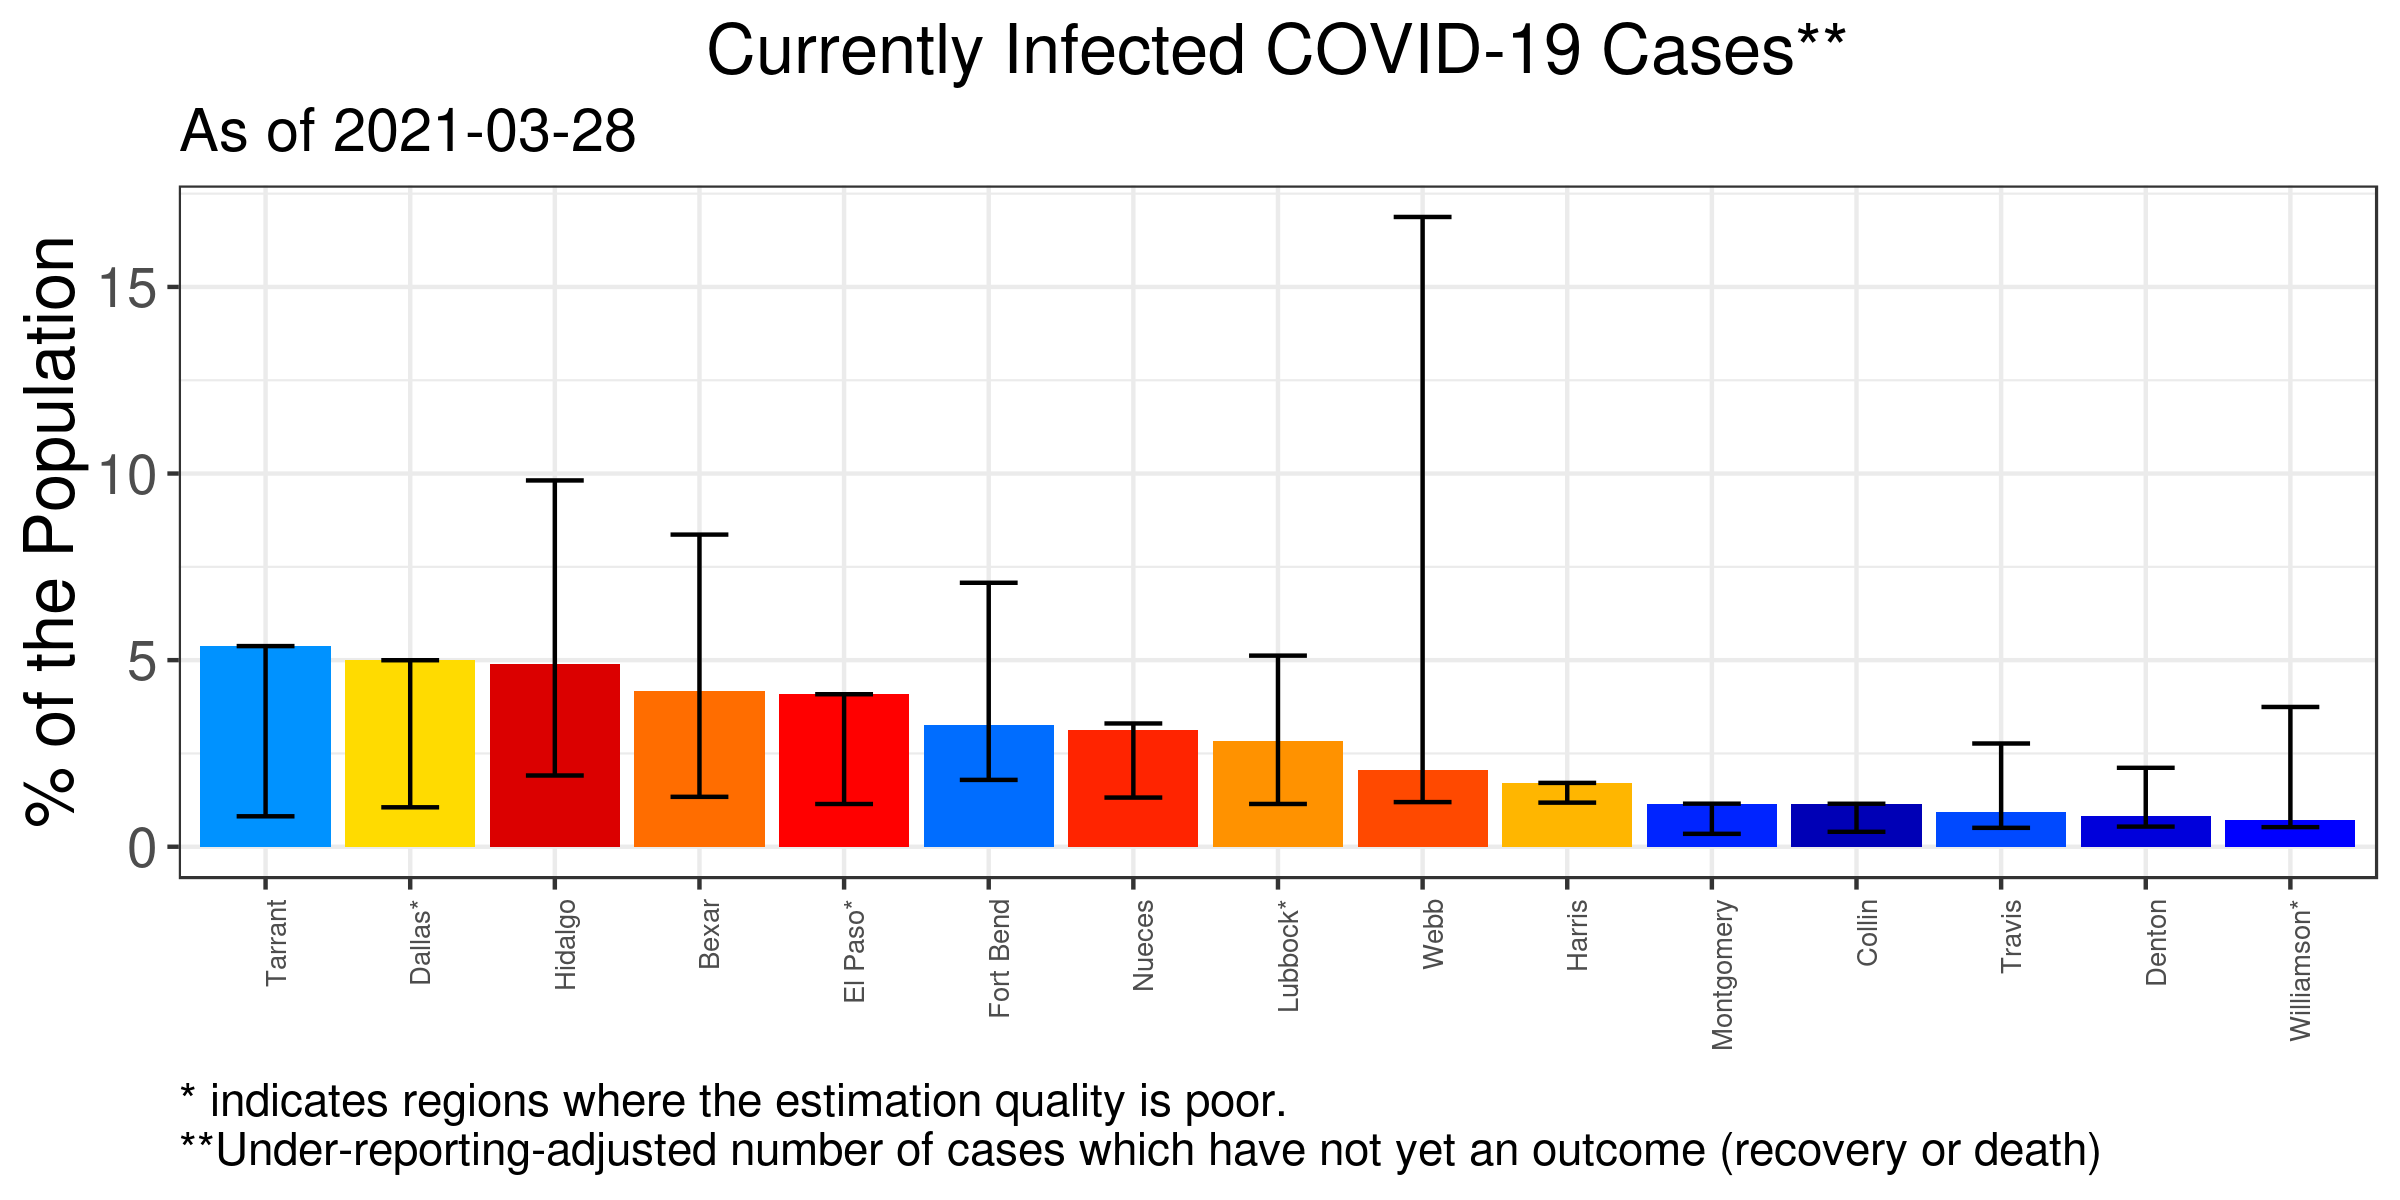 Currently Infected COVID-19 Cases**
As of 2021-03-28
% of the Population
15
10
5
0
Tarrant
Dallas*
Hidalgo
Bexar
El Paso*
Fort Bend
Nueces
Lubbock*
Webb
Harris
Montgomery
Collin
Travis
Denton
Williamson*
* indicates regions where the estimation quality is poor.
**Under-reporting-adjusted number of cases which have not yet an outcome (recovery or death)